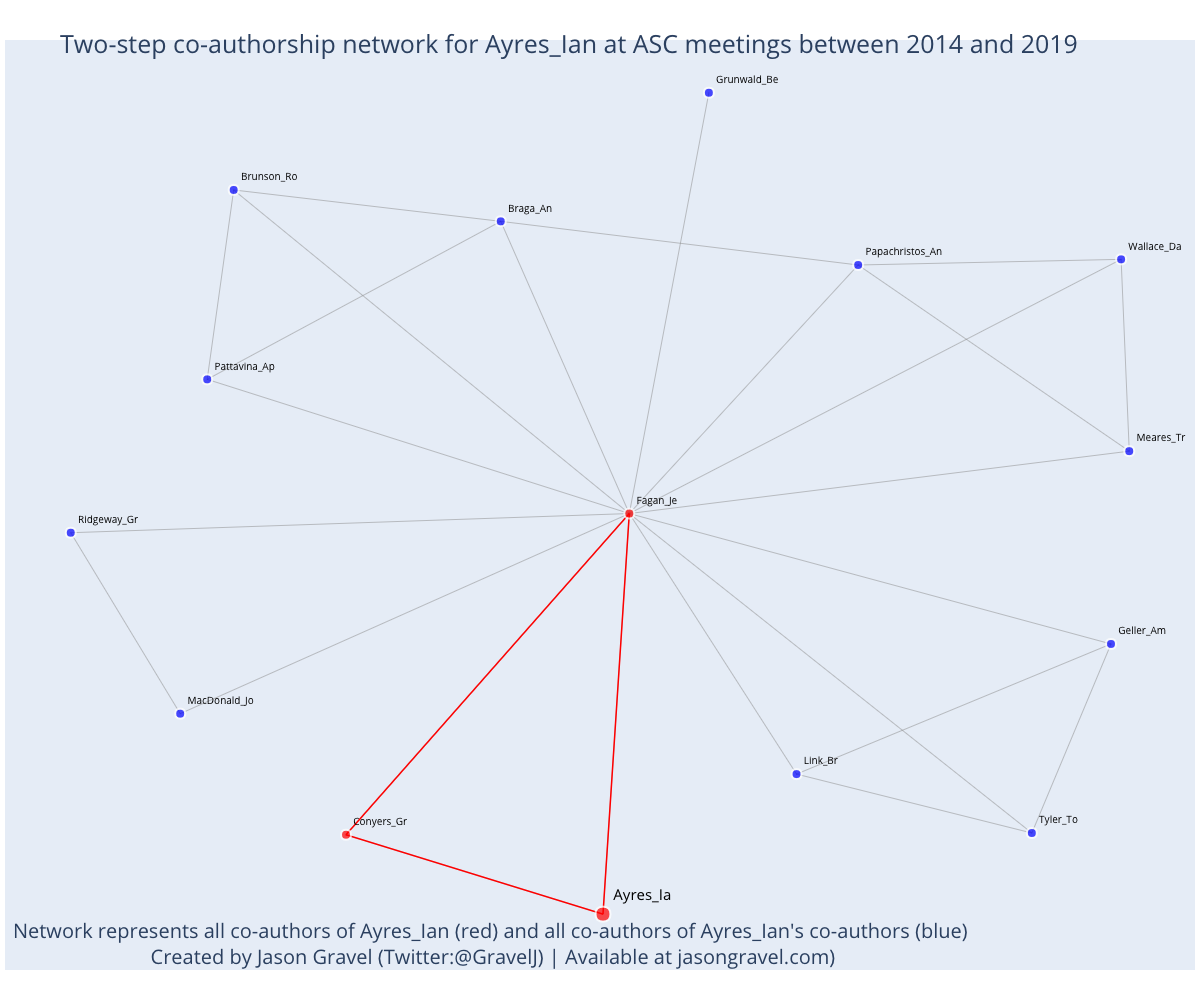 Two-step co-authorship network for Ayres_Ian at ASC meetings between 2014 and 2019
Grunwald_Be
Brunson_Ro
Braga_An
Papachristos_An
Wallace_Da
Pattavina_Ap
Meares_Tr
Fagan_Je
Ridgeway_Gr
Geller_Am
MacDonald_Jo
Link_Br
Tyler_To
Conyers_Gr
Ayres_Ia
Network represents all co-authors of Ayres_Ian (red) and all co-authors of Ayres_Ian's co-authors (blue)
Created by Jason Gravel (Twitter:@GravelJ) | Available at jasongravel.com)